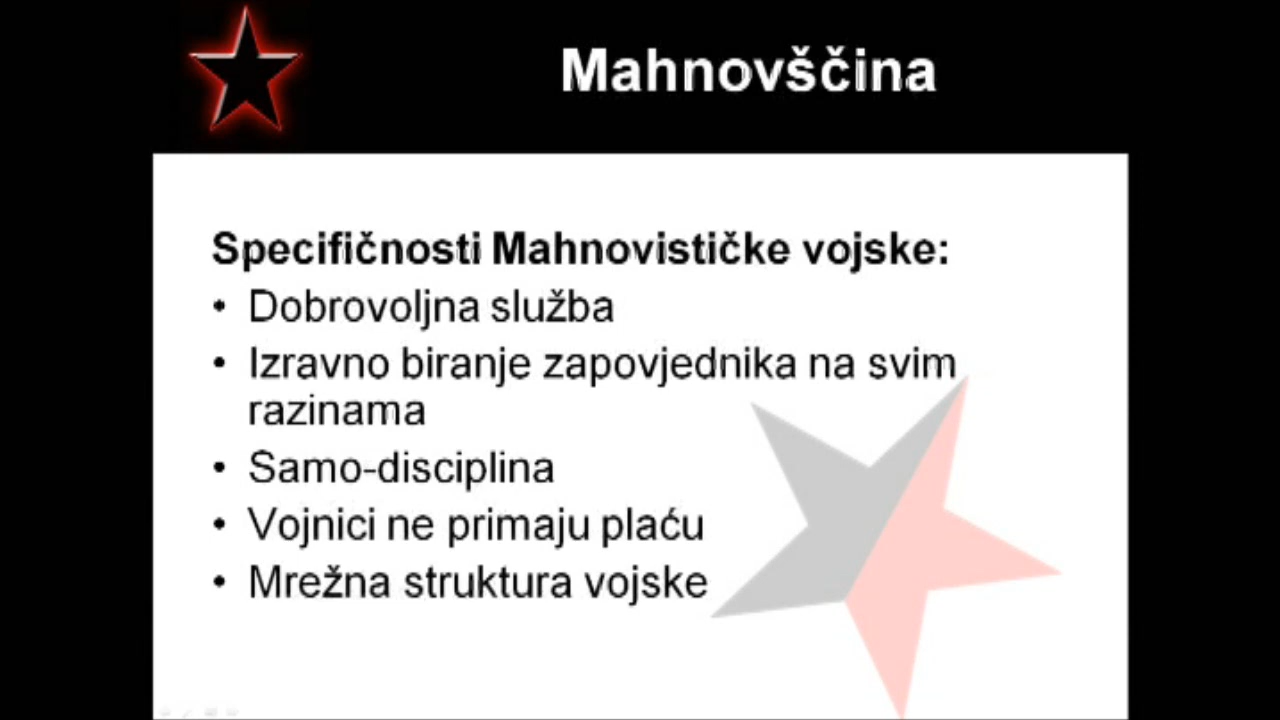 Mahnovščina
Specifičnosti Mahnovističke vojske:
• Dobrovoljna služba
• Izravno biranje zapovjednika na svim
razinama
• Samo-disciplina
• Vojnici ne primaju plaću
• Mrežna struktura vojske